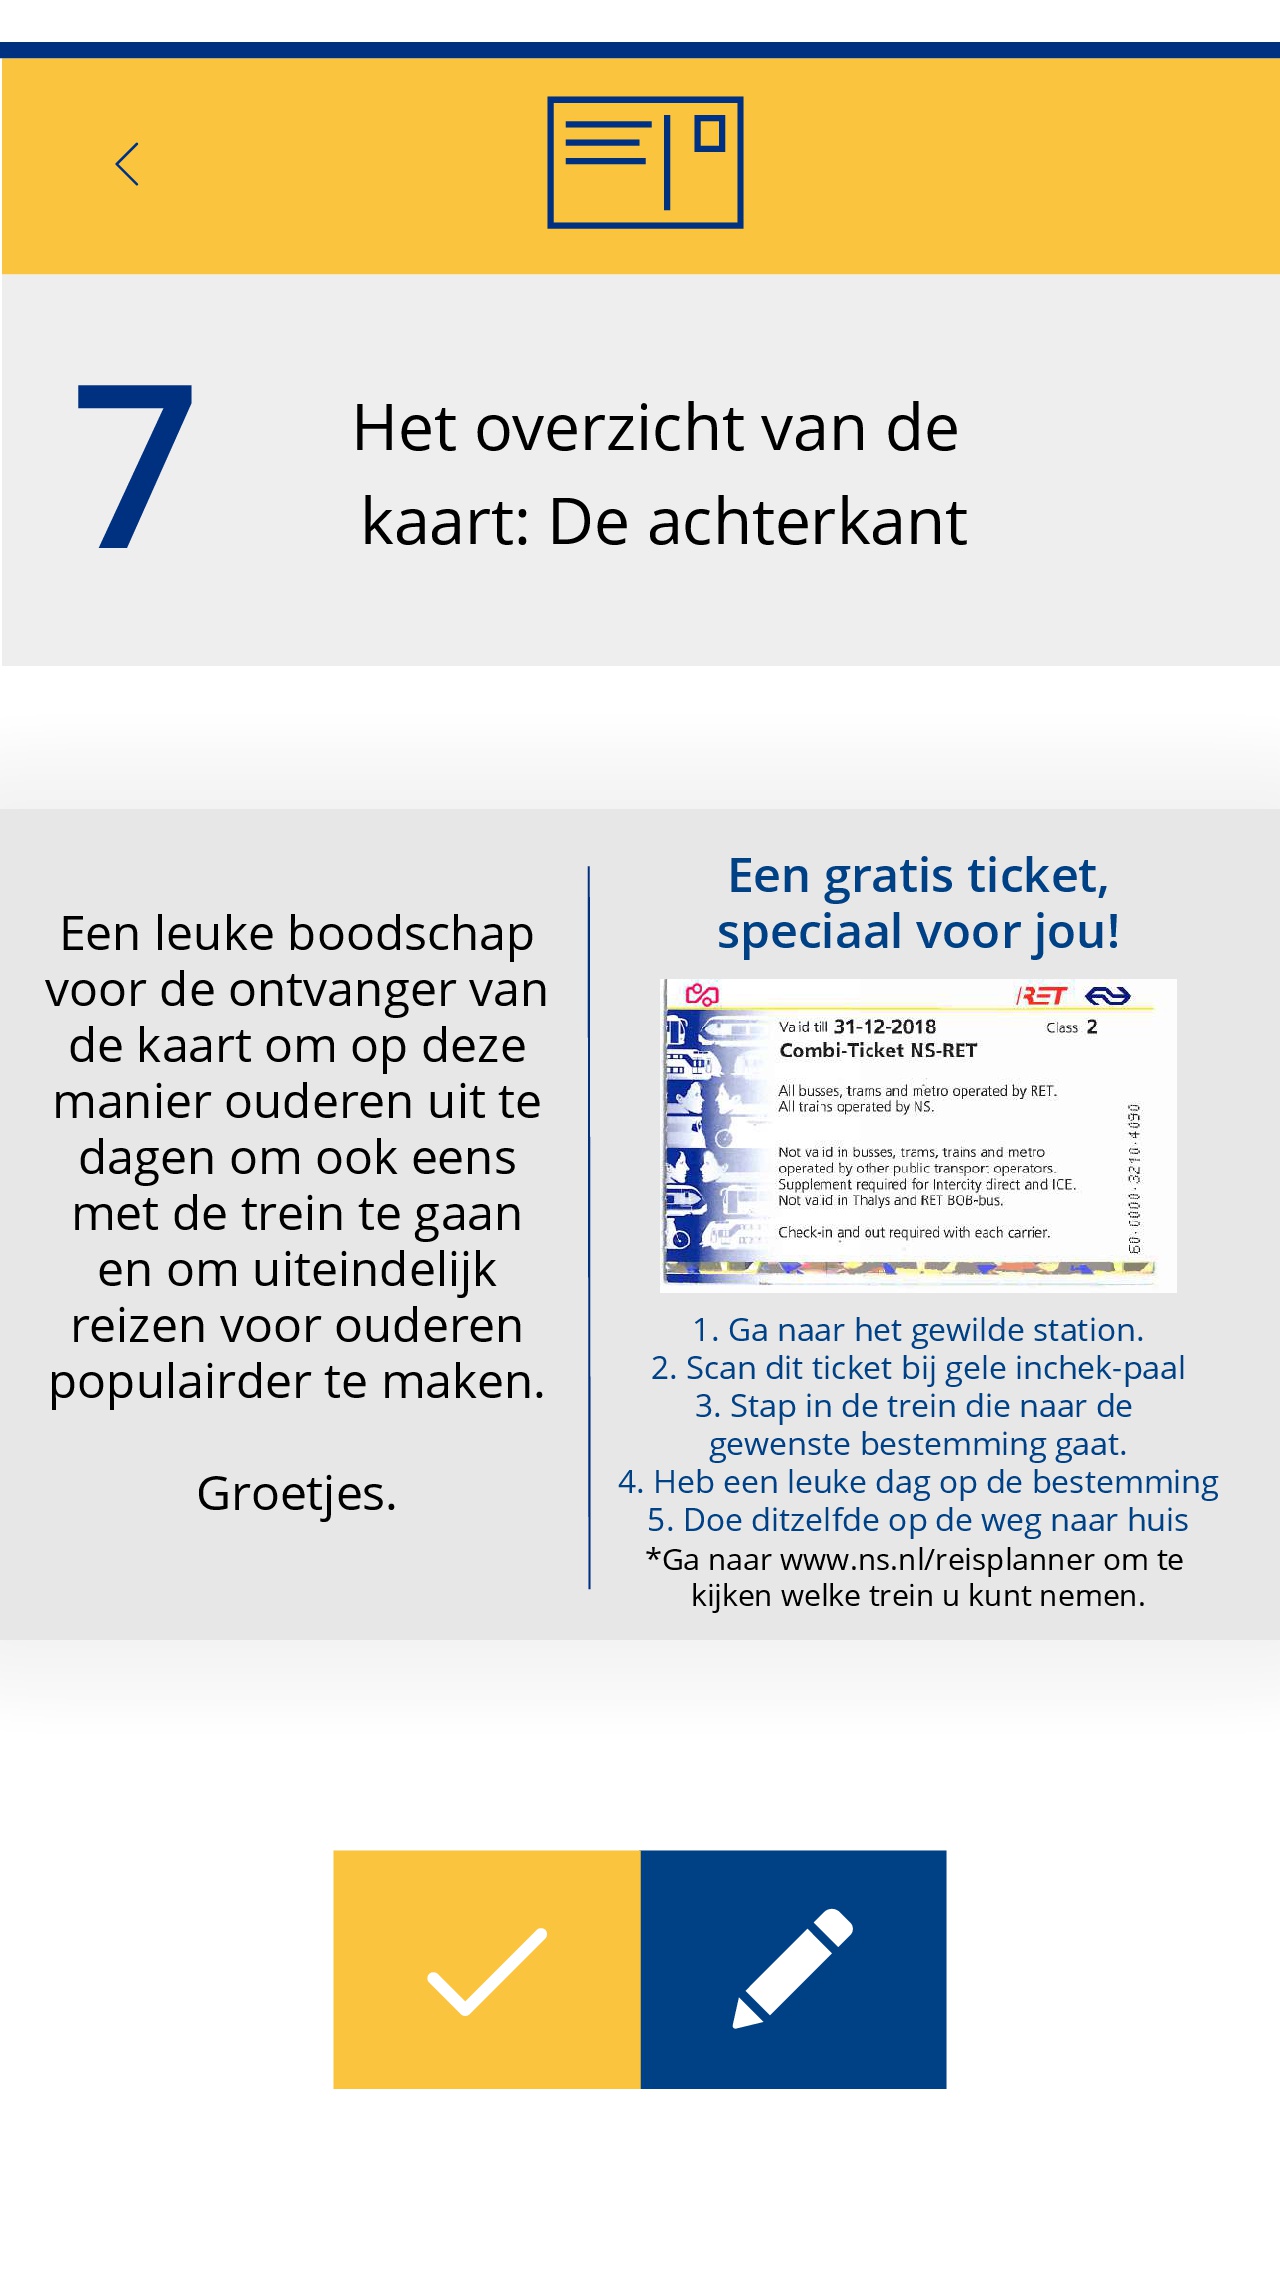 7
Het overzicht van de
kaart: De achterkant
Een leuke boodschap
voor de ontvanger van
de kaart om op deze
manier ouderen uit te
dagen om ook eens
met de trein te gaan
en om uiteindelijk
reizen voor ouderen
populairder te maken.
Groetjes.
Een gratis ticket,
speciaal voor jou!
RET
Valid till 31-12-2018 Class 2
Combi-Ticket NS-RET
All busses, trams and metro operated by RET.
All trains operated by NS.
Not valid in busses, trams, trains and metro
operated by other public transport operators.
Supplement required for Intercity direct and ICE.
Not valid in Thalys and RET BOB-bus.
Check-in and out required with each carrier.
60·0000·3210·4090
1. Ga naar het gewilde station.
2. Scan dit ticket bij gele inchek-paal
3. Stap in de trein die naar de
gewenste bestemming gaat.
4. Heb een leuke dag op de bestemming
5. Doe ditzelfde op de weg naar huis
*Ga naar www.ns.nl/reisplanner om te
kijken welke trein u kunt nemen.